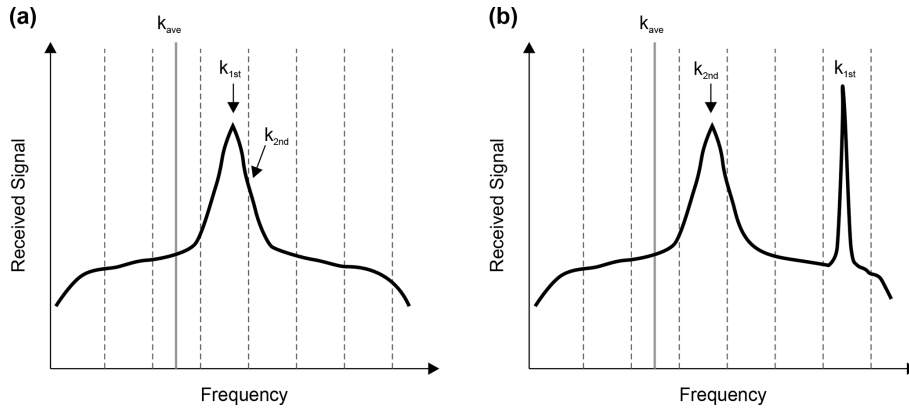 (a)
k_ave
k_1st
k_2nd
Received Signal
Frequency
(b)
k_ave
k_2nd
k_1st
Received Signal
Frequency